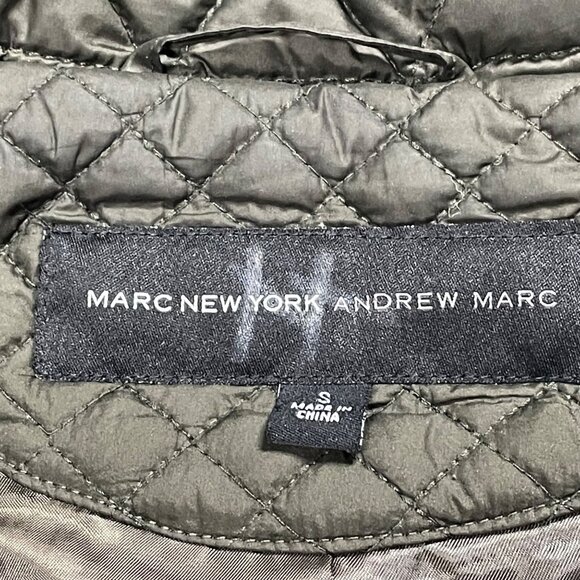 MARC NEW YORK ANDREW MARC
S
MADE IN
CHINA